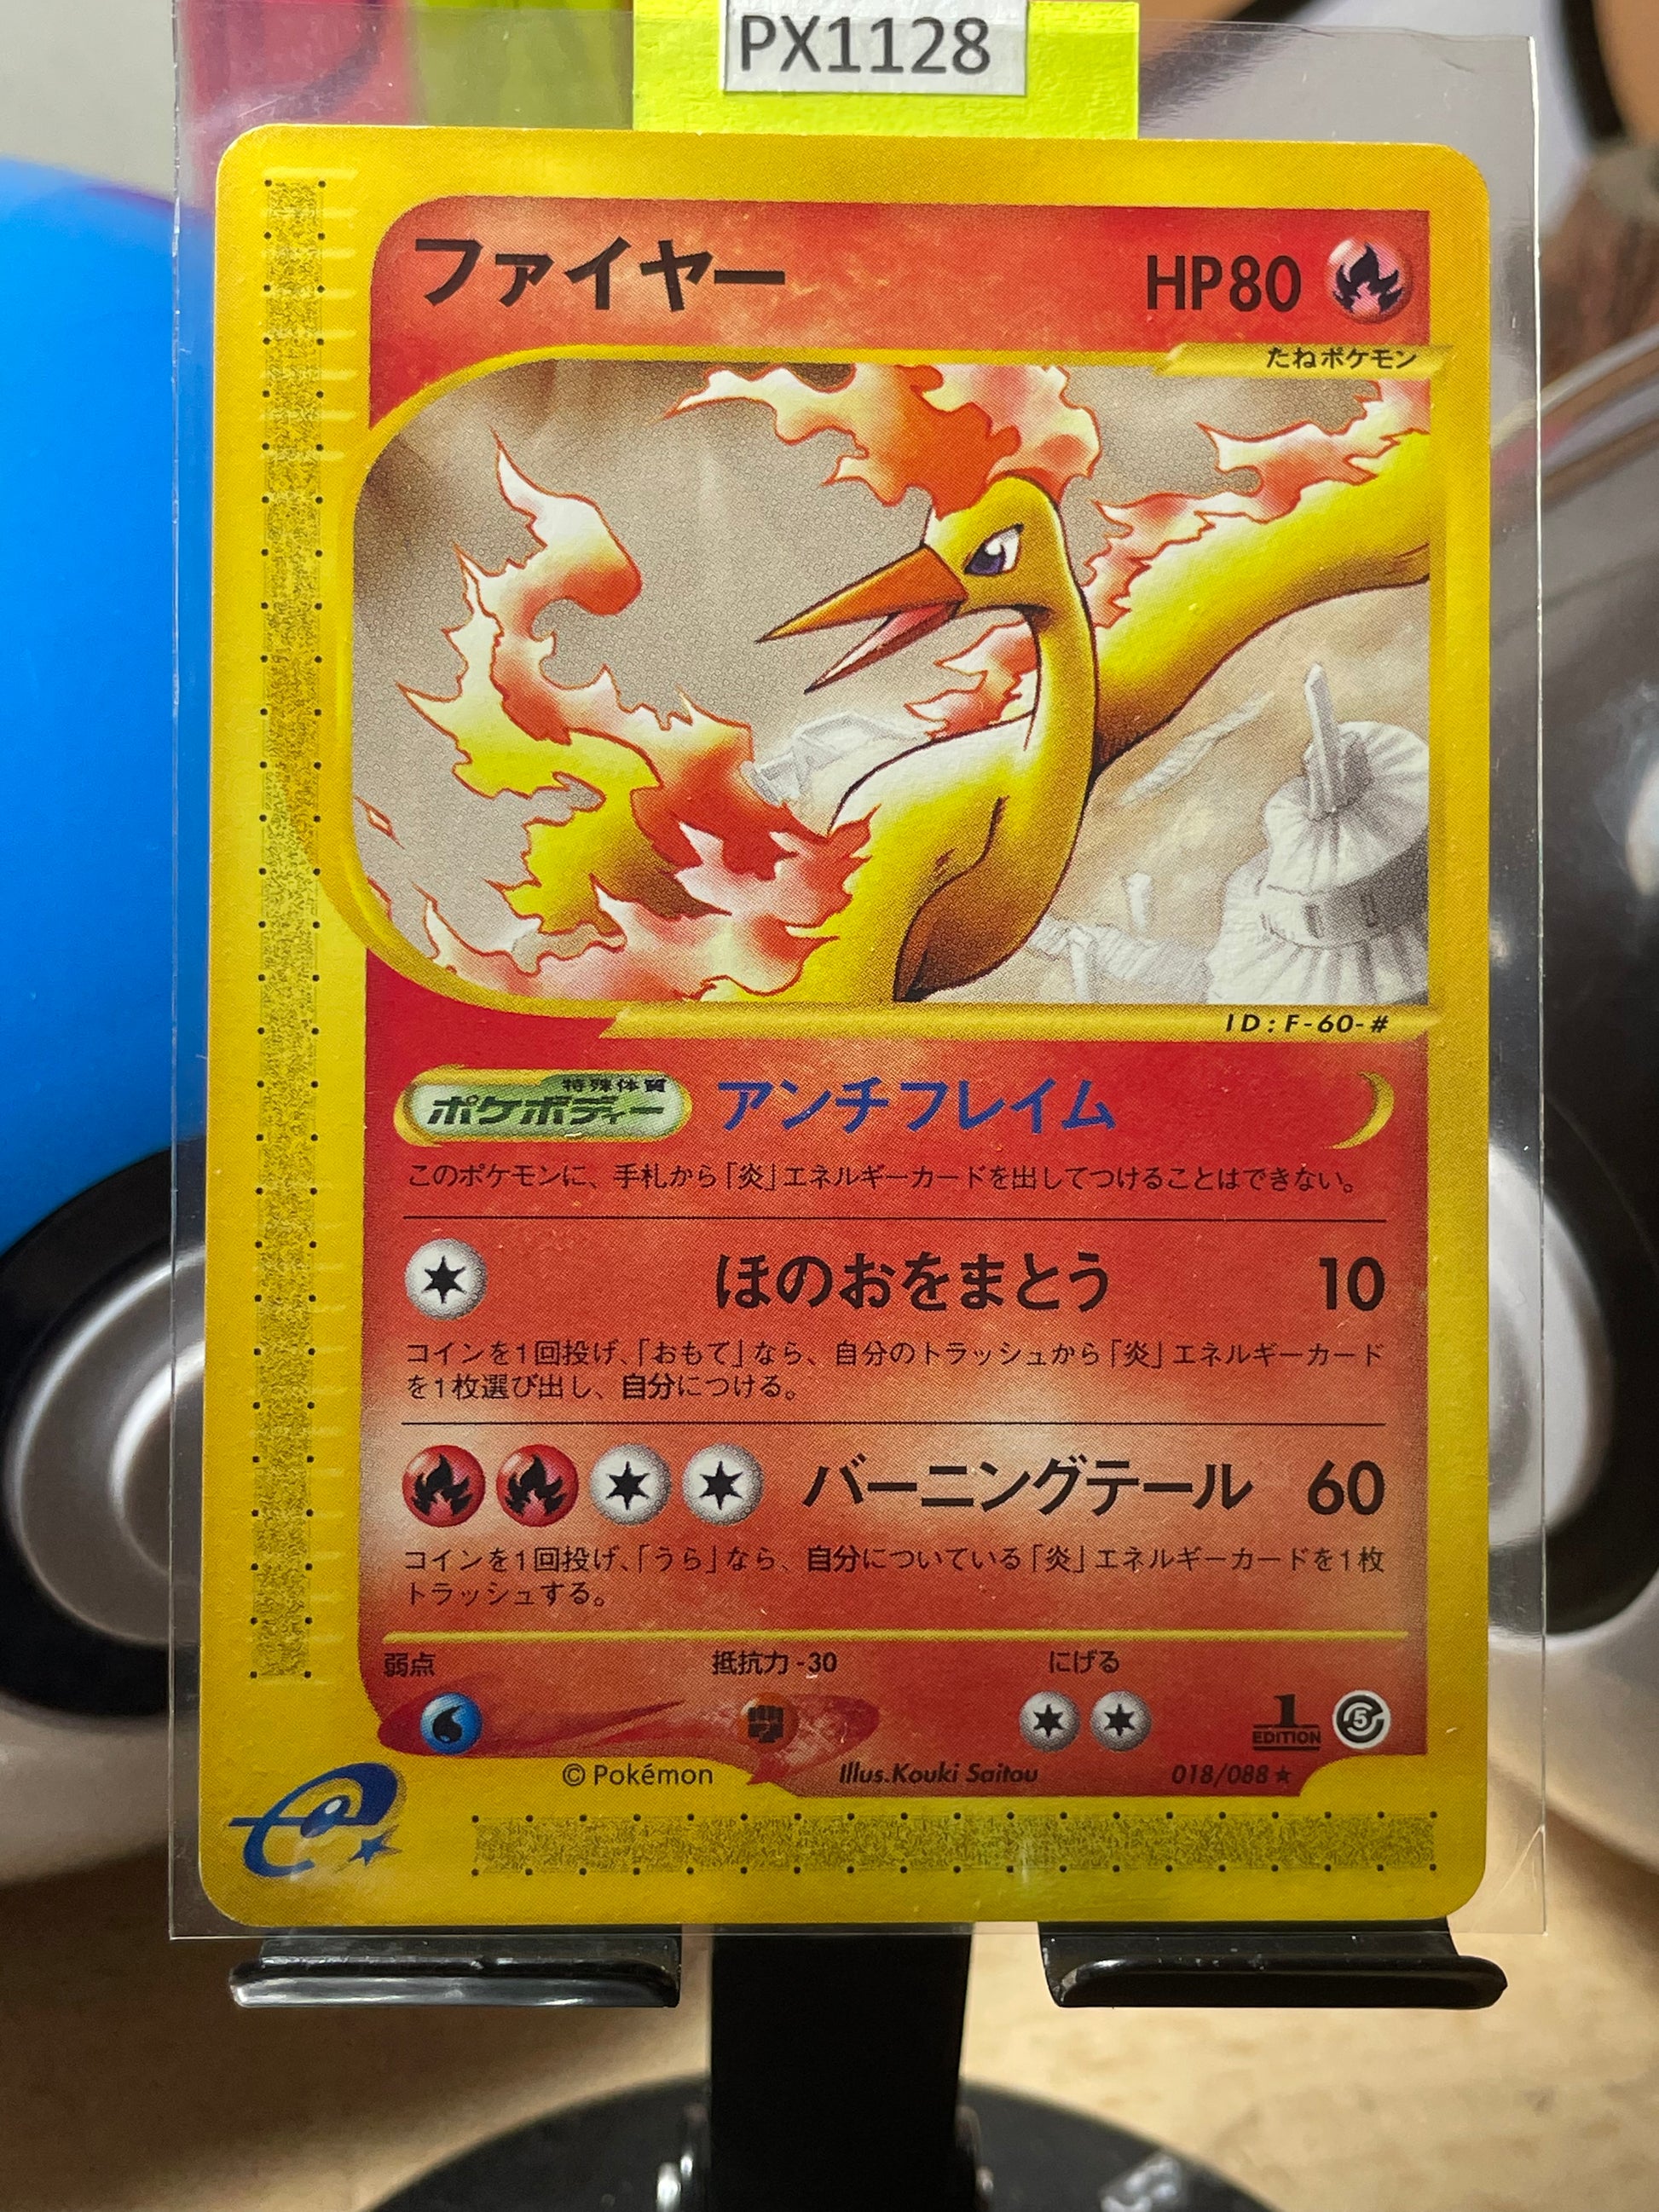 PX1128
ファイヤー HP80
たねポケモン
ID:F-60-#
特殊体質
ポケボディー アンチフレイム
このポケモンに、手札から「炎」エネルギーカードを出してつけることはできない。
ほのおをまとう 10
コインを1回投げ、「おもて」なら、自分のトラッシュから「炎」エネルギーカード
を1枚選び出し、自分につける。
バーニングテール 60
コインを1回投げ、「うら」なら、自分についている「炎」エネルギーカードを1枚
トラッシュする。
弱点 抵抗力-30 にげる
1 5
EDITION
© Pokémon Illus.Kouki Saitou 018/088★
e